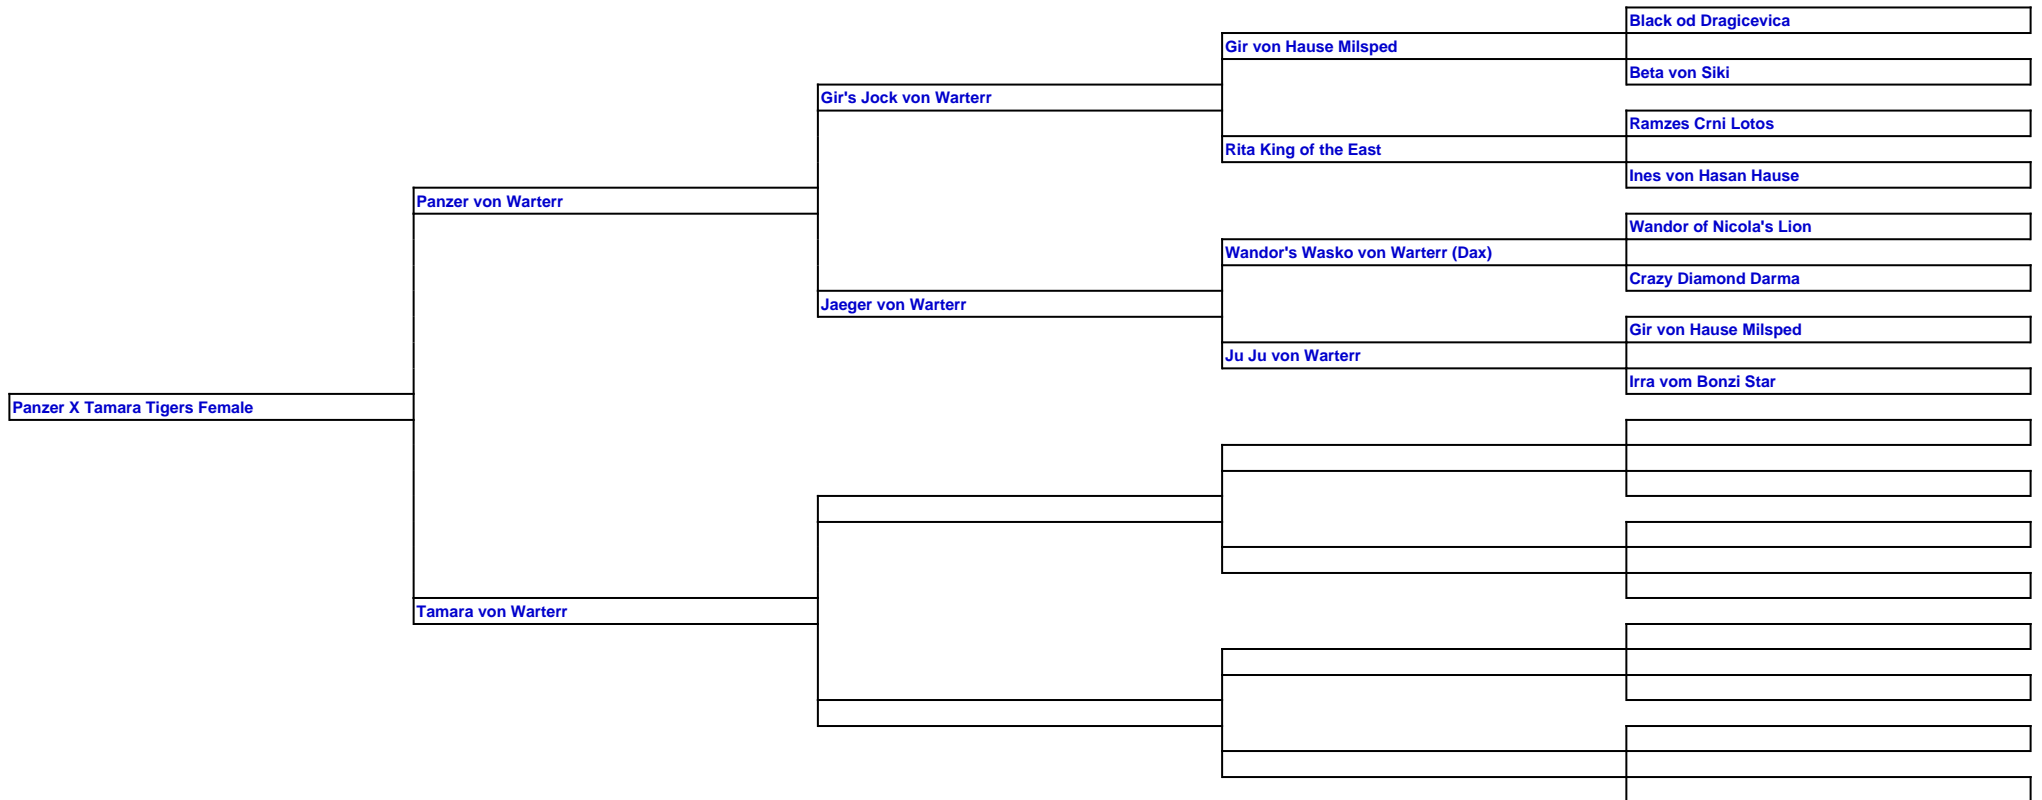 Black od Dragicevica
Gir von Hause Milsped
Beta von Siki
Gir's Jock von Warterr
Ramzes Crni Lotos
Rita King of the East
Ines von Hasan Hause
Panzer von Warterr
Wandor of Nicola's Lion
Wandor's Wasko von Warterr (Dax)
Crazy Diamond Darma
Jaeger von Warterr
Gir von Hause Milsped
Ju Ju von Warterr
Irra vom Bonzi Star
Panzer X Tamara Tigers Female
Tamara von Warterr